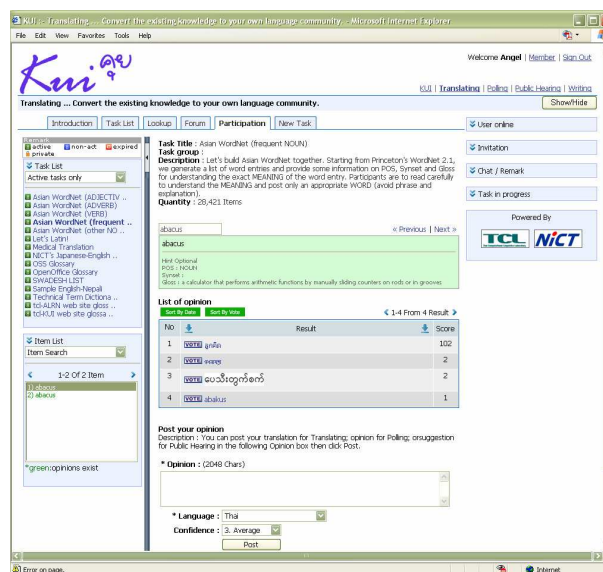 KUI :- Translating ... Convert the existing knowledge to your own language community. - Microsoft Internet Explorer
File Edit View Favorites Tools Help
Kui คุย
Welcome Angel | Member | Sign Out
KUI | Translating | Polling | Public Hearing | Writing
Translating ... Convert the existing knowledge to your own language community.
Show/Hide
Introduction Task List Lookup Forum Participation New Task
Remark
active non-act expired
private
Task List
Active tasks only
Asian WordNet (ADJECTIV ..
Asian WordNet (ADVERB)
Asian WordNet (VERB)
Asian WordNet (frequent ..
Asian WordNet (other NO ..
Let's Latin!
Medical Translation
NICT's Japanese-English ..
OSS Glossary
OpenOffice Glossary
SWADESH LIST
Sample English-Nepali
Technical Term Dictiona ..
tcl-ALRN web site gloss ..
tcl-KUI web site glossa ..
Item List
Item Search
1-2 Of 2 Item
1) abacus
2) abacus
*green:opinions exist
Task Title : Asian WordNet (frequent NOUN)
Task group :
Description : Let's build Asian WordNet together. Starting from Princeton's WordNet 2.1,
we generate a list of word entries and provide some information on POS, Synset and Gloss
for understanding the exact MEANING of the word entry. Participants are to read carefully
to understand the MEANING and post only an appropriate WORD (avoid phrase and
explanation).
Quantity : 28,421 Items
abacus
« Previous | Next »
abacus
Hint Optional
POS : NOUN
Synset :
Gloss : a calculator that performs arithmetic functions by manually sliding counters on rods or in grooves
List of opinion
Sort By Date Sort By Vote
1-4 From 4 Result
No Result Score
1 VOTE ลูกคิด 102
2 VOTE 2
3 VOTE ပေသီးတွက်စက် 2
4 VOTE abakus 1
Post your opinion
Description : You can post your translation for Translating; opinion for Polling; orsuggestion
for Public Hearing in the following Opinion box then click Post.
* Opinion : (2048 Chars)
* Language : Thai
Confidence : 3. Average
Post
User online
Invitation
Chat / Remark
Task in progress
Powered By
TCL NiCT
Error on page.
Internet